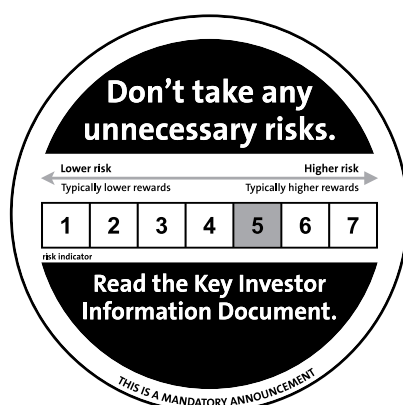 Don't take any
unnecessary risks.
Lower risk Higher risk
Typically lower rewards Typically higher rewards
1 2 3 4 5 6 7
risk indicator
Read the Key Investor
Information Document.
THIS IS A MANDATORY ANNOUNCEMENT